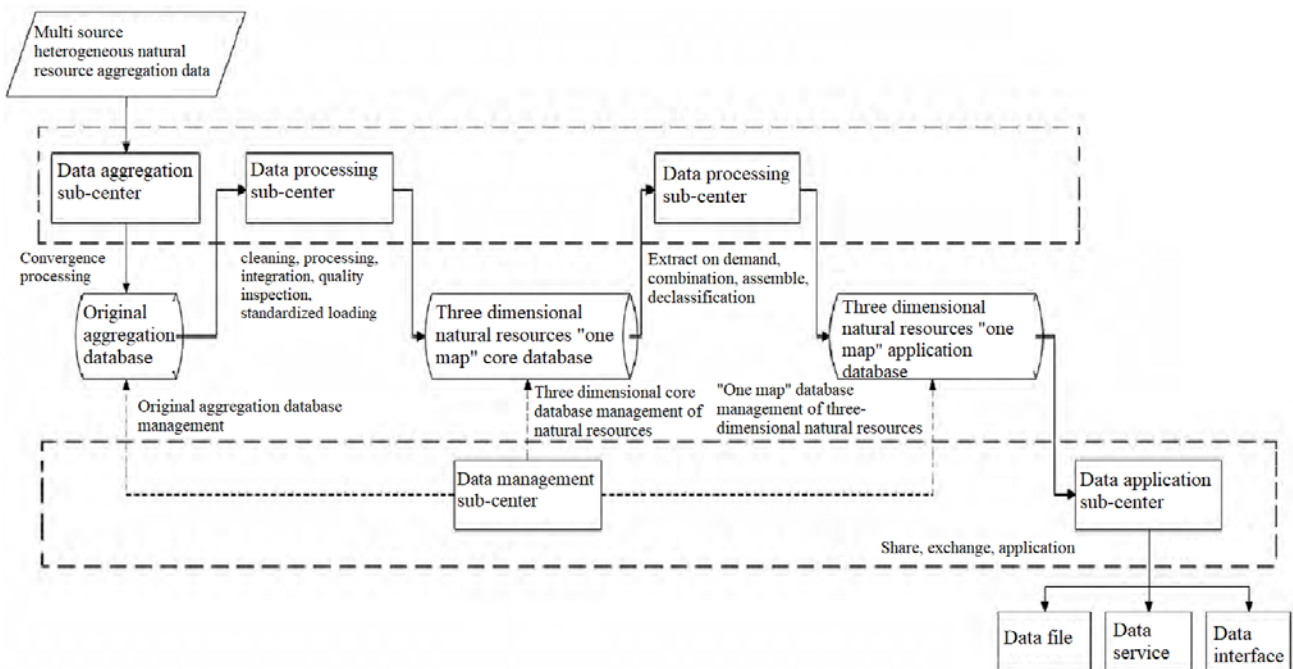 Multi source
heterogeneous natural
resource aggregation data
Data aggregation
sub-center
Data processing
sub-center
Data processing
sub-center
Convergence
processing
cleaning, processing,
integration, quality
inspection,
standardized loading
Extract on demand,
combination, assemble,
declassification
Original
aggregation
database
Three dimensional
natural resources "one
map" core database
Three dimensional
natural resources "one
map" application
database
Original aggregation database
management
Three dimensional core
database management of
natural resources
"One map" database
management of three-
dimensional natural resources
Data management
sub-center
Data application
sub-center
Share, exchange, application
Data file
Data
service
Data
interface